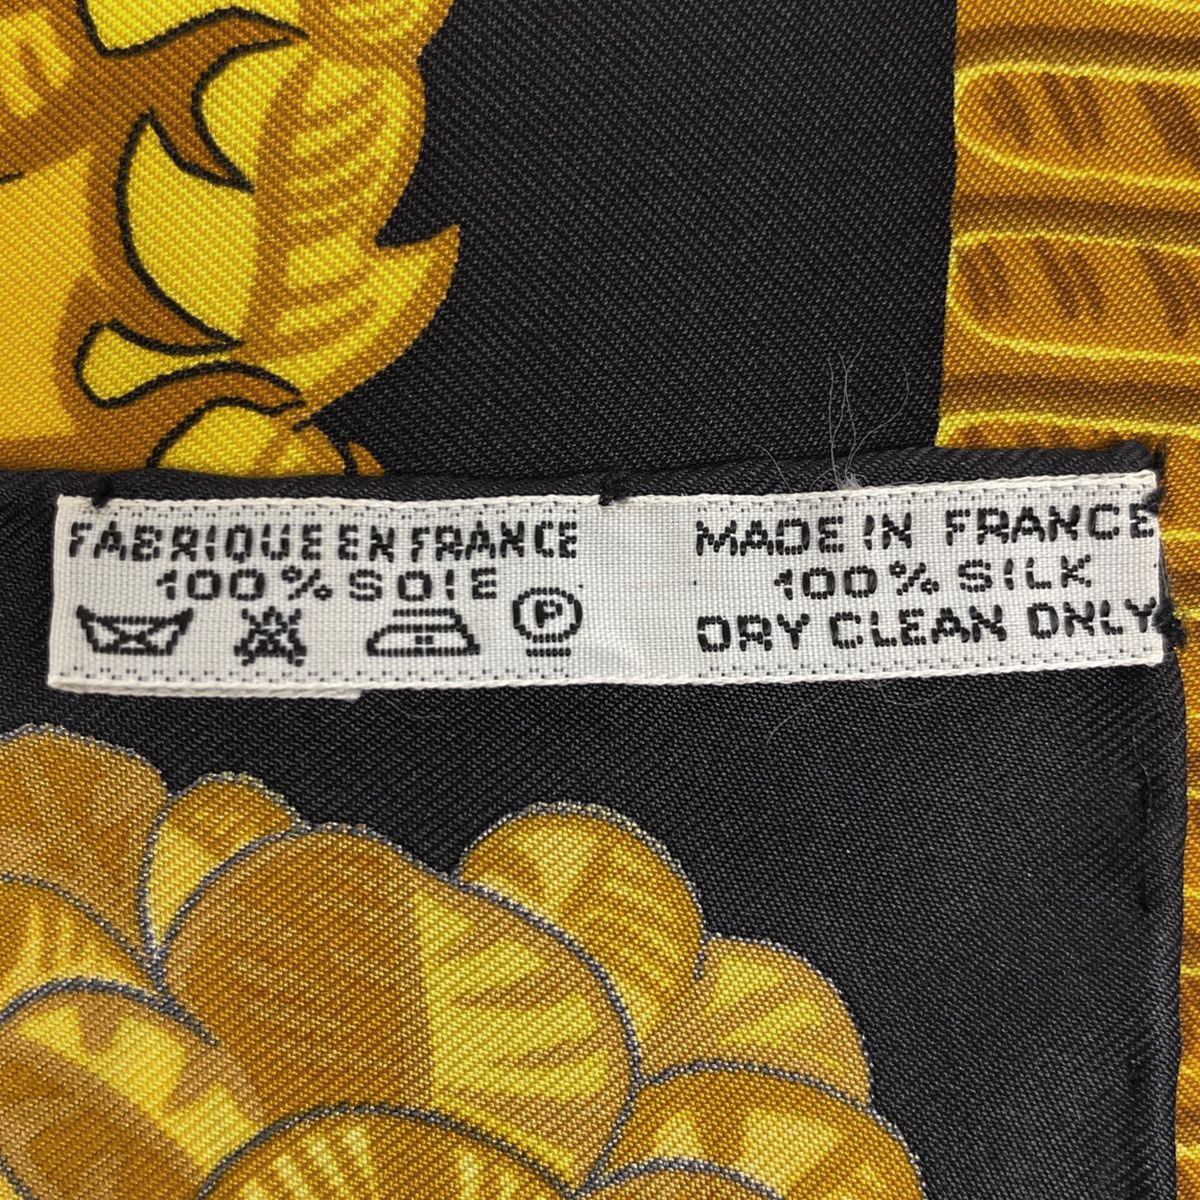 FABRIQUE EN FRANCE
100% SOIE
P
MADE IN FRANCE
100% SILK
DRY CLEAN ONLY